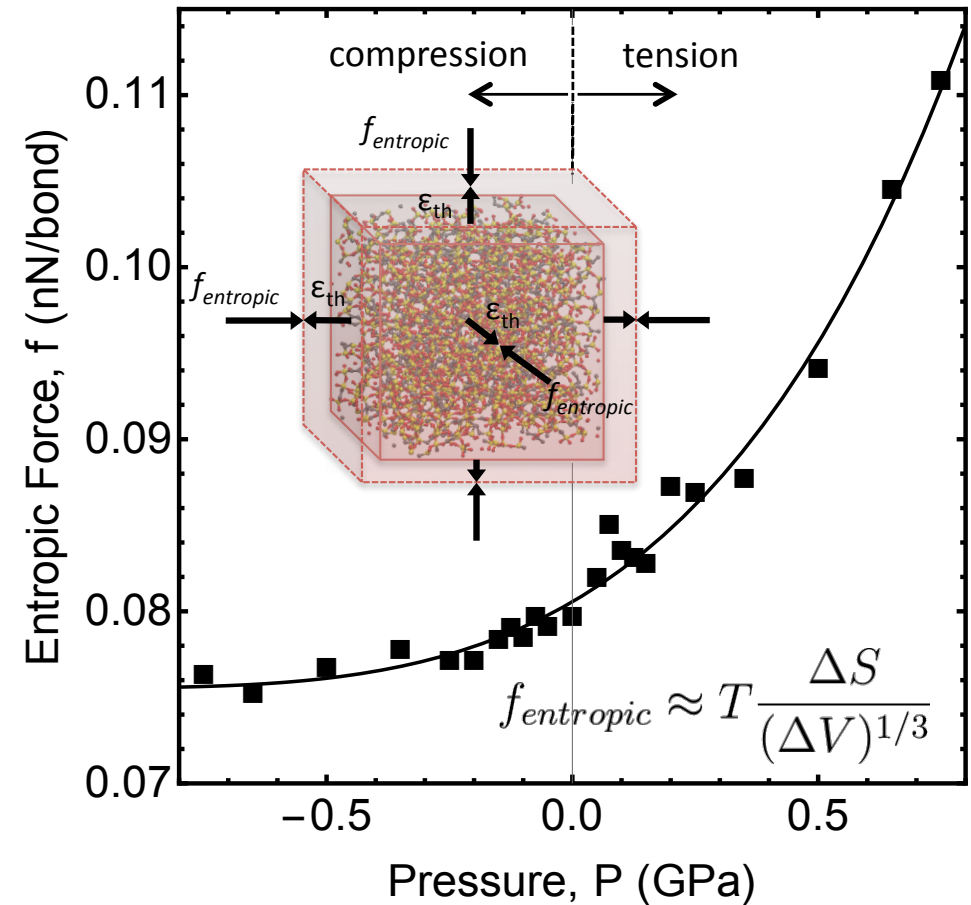 compression
tension
0.11
f_entropic
ε_th
0.10
f_entropic
ε_th
ε_th
f_entropic
0.09
0.08
f_entropic ≈ T ΔS / (ΔV)^{1/3}
0.07
−0.5
0.0
0.5
Entropic Force, f (nN/bond)
Pressure, P (GPa)